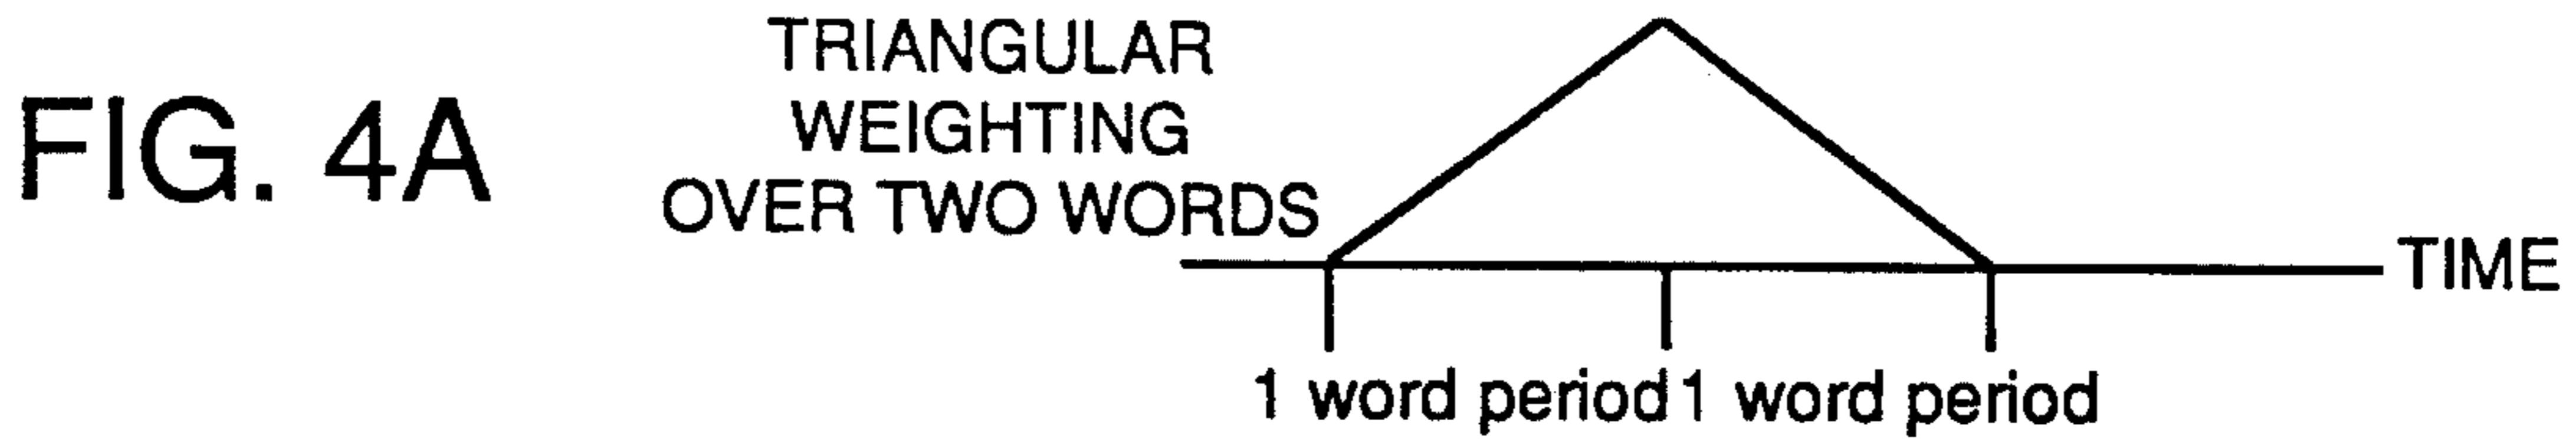 FIG. 4A
TRIANGULAR
WEIGHTING
OVER TWO WORDS
TIME
1 word period 1 word period